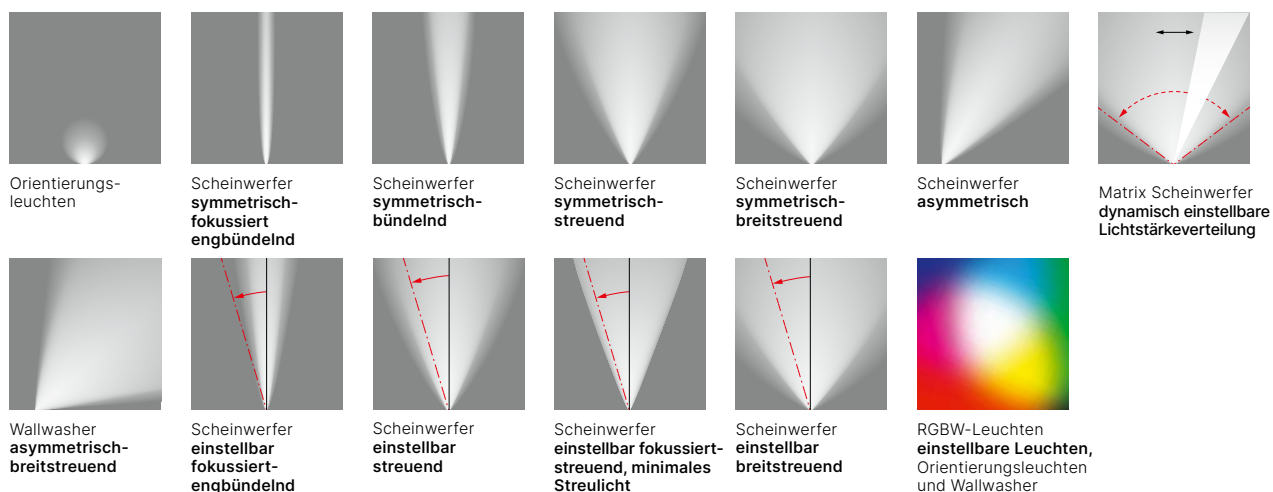 Orientierungs-
leuchten
Scheinwerfer
symmetrisch-
fokussiert
engbündelnd
Scheinwerfer
symmetrisch-
bündelnd
Scheinwerfer
symmetrisch-
streuend
Scheinwerfer
symmetrisch-
breitstreuend
Scheinwerfer
asymmetrisch
Matrix Scheinwerfer
dynamisch einstellbare
Lichtstärkeverteilung
Wallwasher
asymmetrisch-
breitstreuend
Scheinwerfer
einstellbar
fokussiert-
engbündelnd
Scheinwerfer
einstellbar
streuend
Scheinwerfer
einstellbar fokussiert-
streuend, minimales
Streulicht
Scheinwerfer
einstellbar
breitstreuend
RGBW-Leuchten
einstellbare Leuchten,
Orientierungsleuchten
und Wallwasher